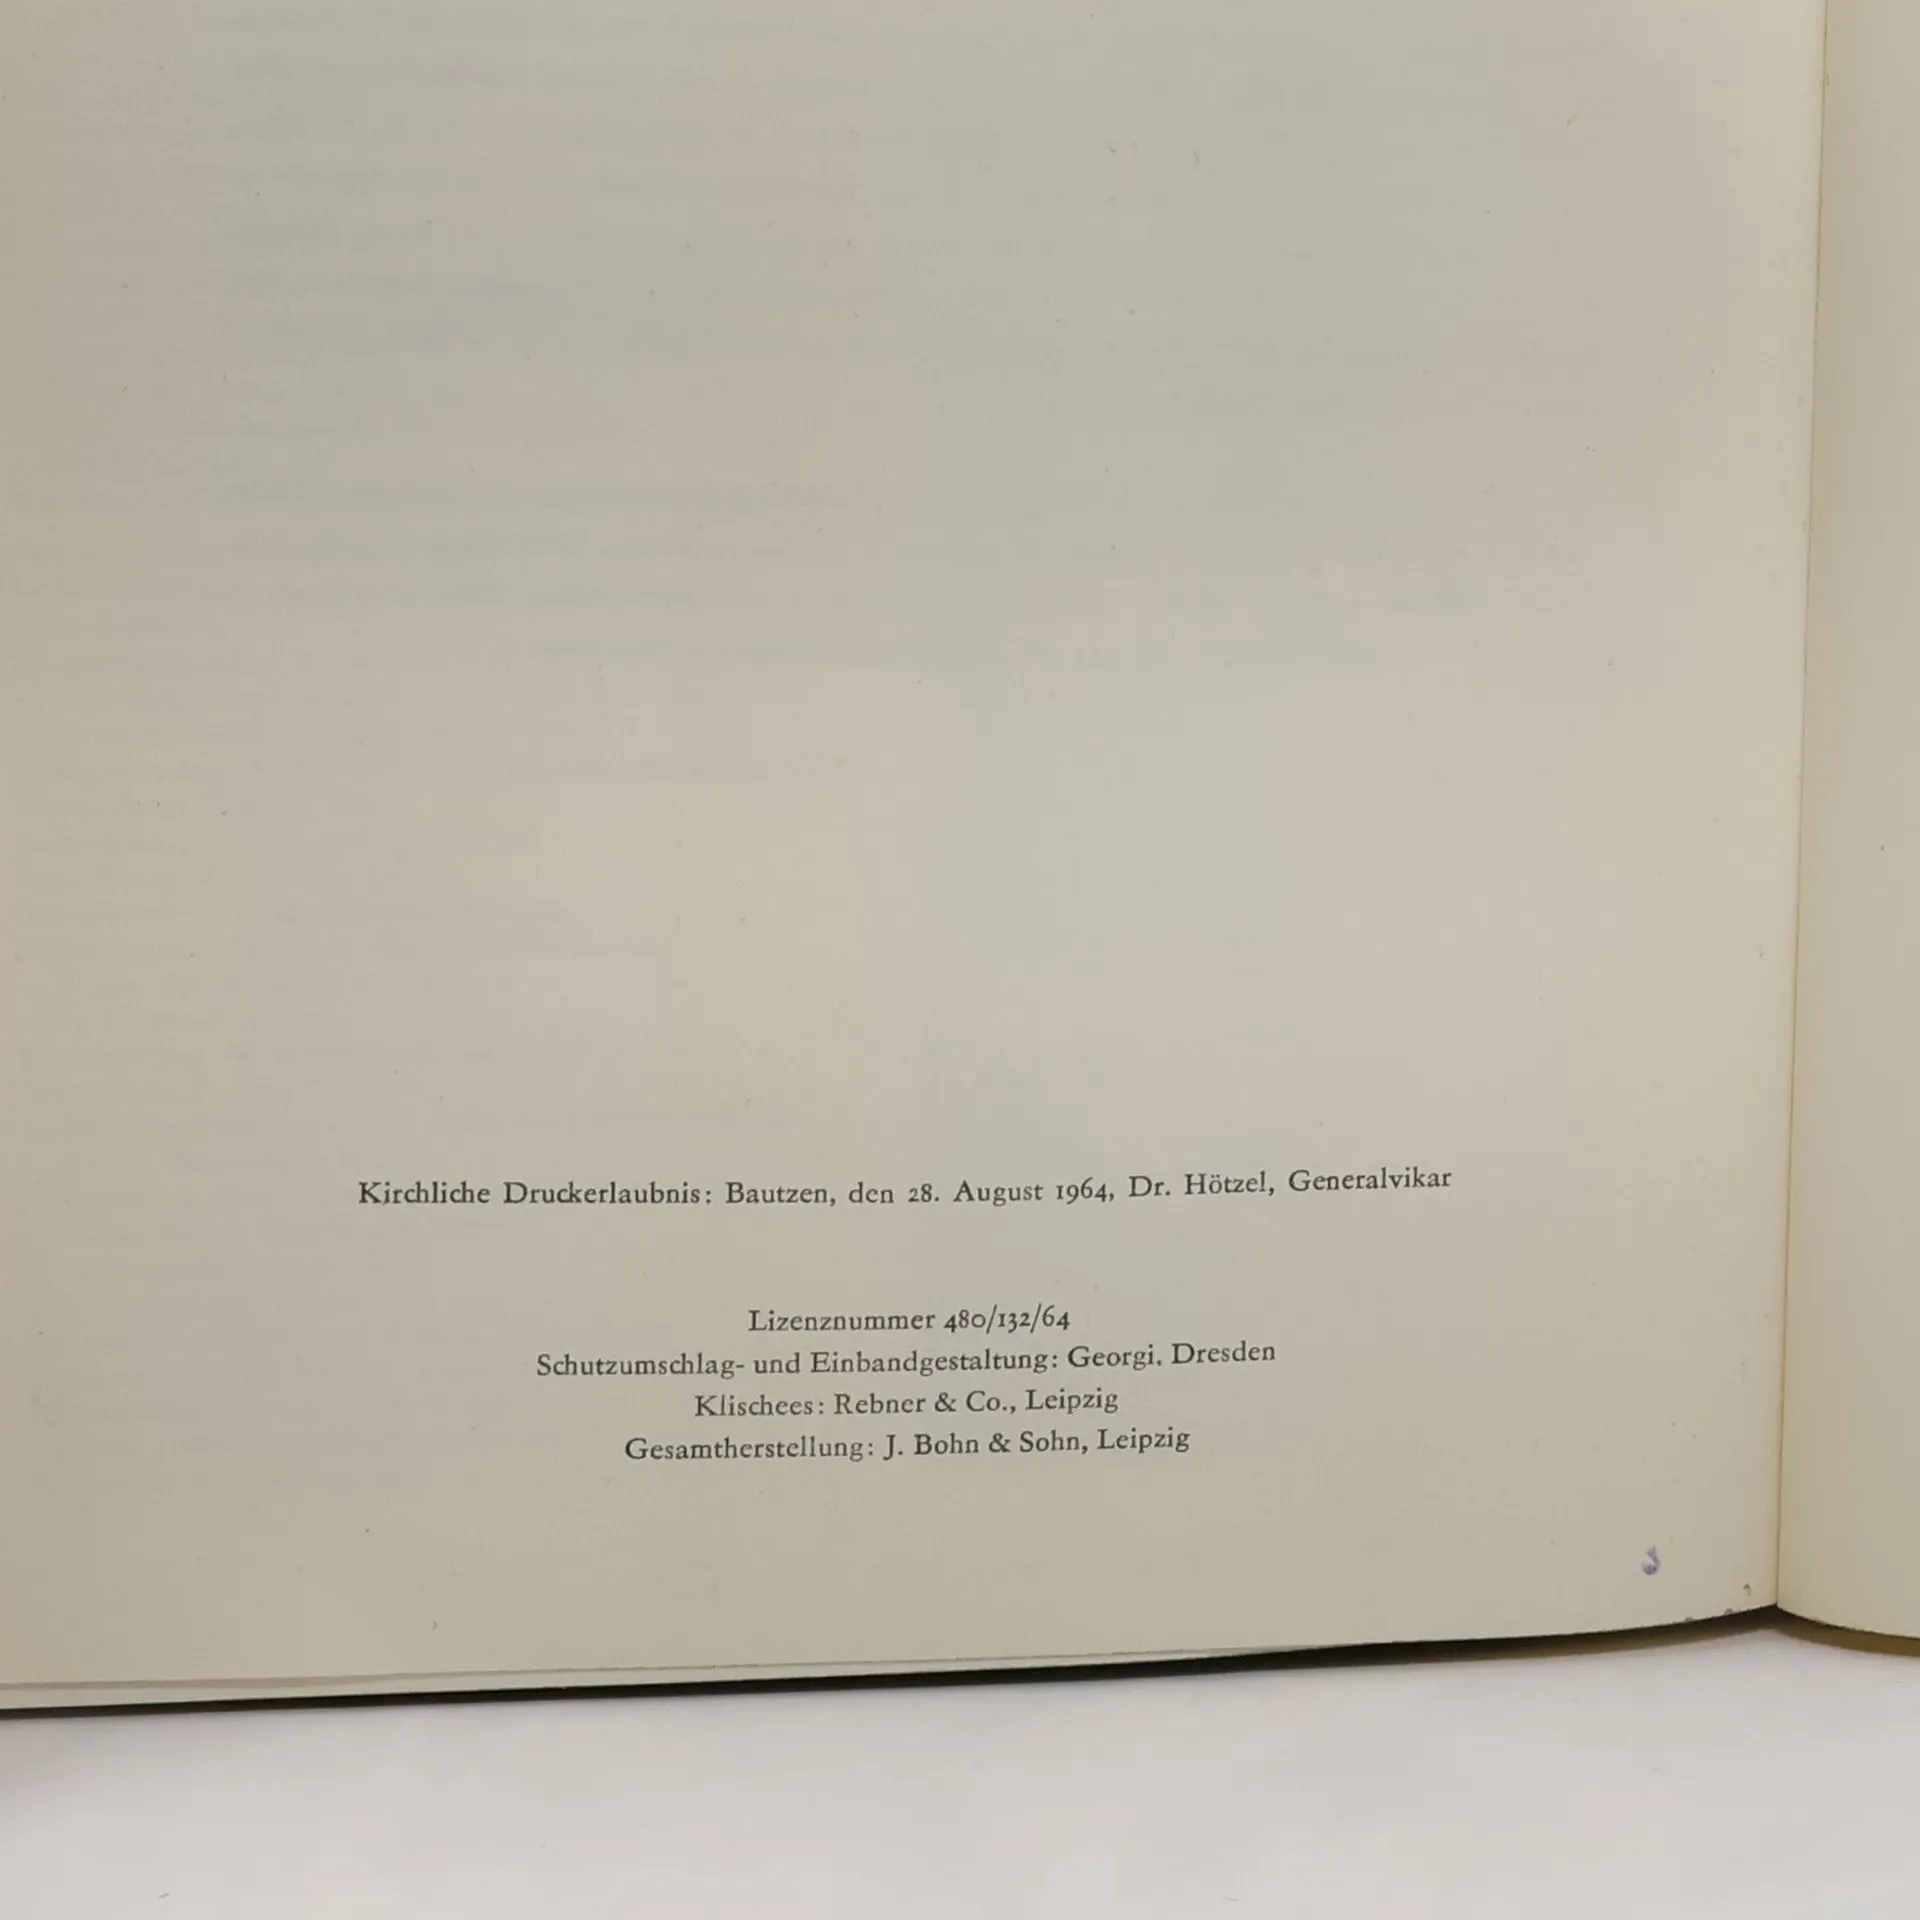 Kirchliche Druckerlaubnis: Bautzen, den 28. August 1964, Dr. Hötzel, Generalvikar
Lizenznummer 480/132/64
Schutzumschlag- und Einbandgestaltung: Georgi, Dresden
Klischees: Rebner & Co., Leipzig
Gesamtherstellung: J. Bohn & Sohn, Leipzig